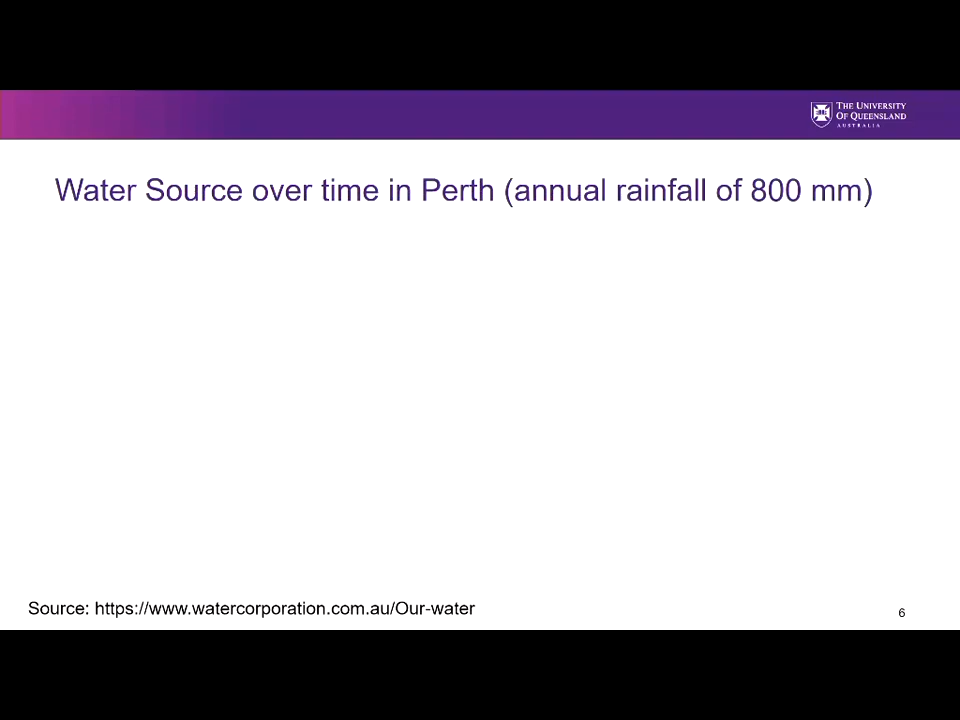 THE UNIVERSITY
OF QUEENSLAND
AUSTRALIA
Water Source over time in Perth (annual rainfall of 800 mm)
Source: https://www.watercorporation.com.au/Our-water
6